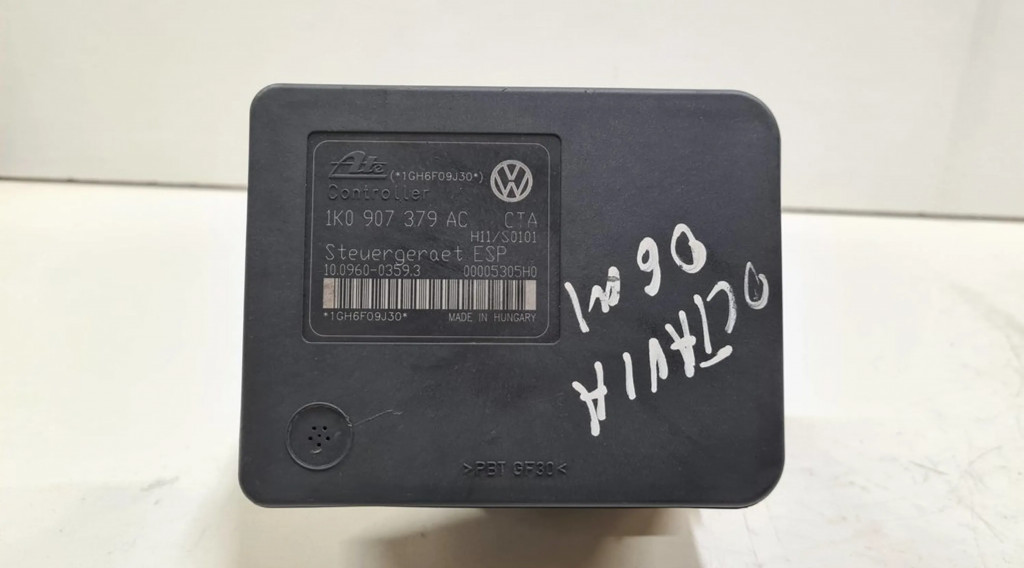 Ate (*1GH6F09J30*)
Controller
1K0 907 379 AC CTA
H11/S0101
Steuergeraet ESP
10.0960-0359.3 00005305H0
*1GH6F09J30* MADE IN HUNGARY
OCTAVIA
06
>PBT GF30<